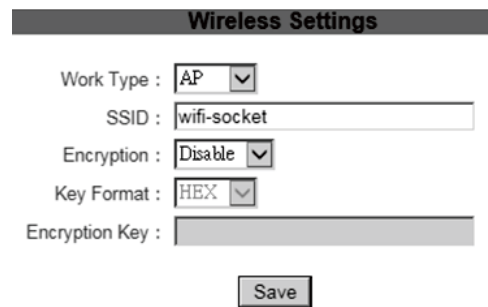 Wireless Settings
Work Type : AP
SSID : wifi-socket
Encryption : Disable
Key Format : HEX
Encryption Key :
Save